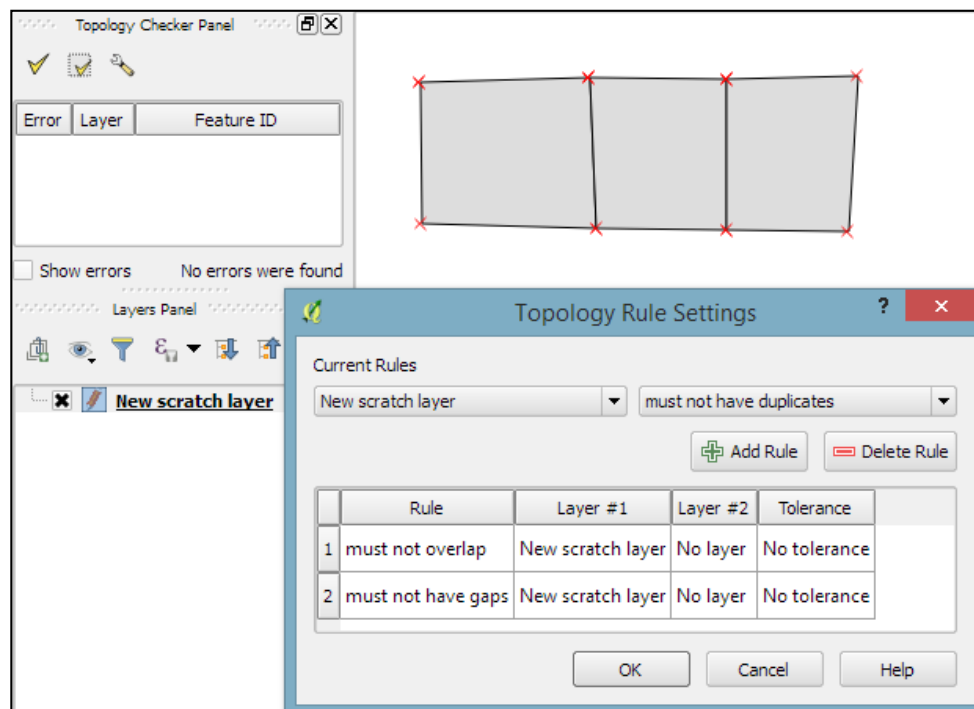 Topology Checker Panel
Error Layer Feature ID
Show errors No errors were found
Layers Panel
New scratch layer
Topology Rule Settings
?
Current Rules
New scratch layer must not have duplicates
Add Rule Delete Rule
Rule Layer #1 Layer #2 Tolerance
1 must not overlap New scratch layer No layer No tolerance
2 must not have gaps New scratch layer No layer No tolerance
OK Cancel Help